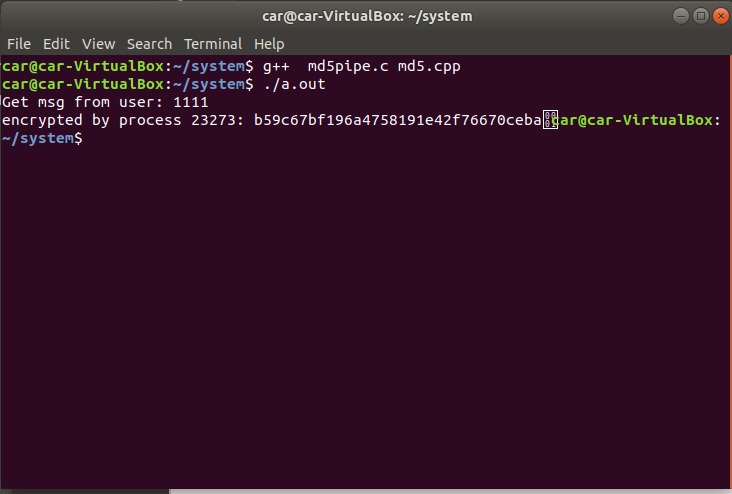 car@car-VirtualBox: ~/system
File Edit View Search Terminal Help
car@car-VirtualBox:~/system$ g++  md5pipe.c md5.cpp
car@car-VirtualBox:~/system$ ./a.out
Get msg from user: 1111
encrypted by process 23273: b59c67bf196a4758191e42f76670ceba car@car-VirtualBox:
~/system$